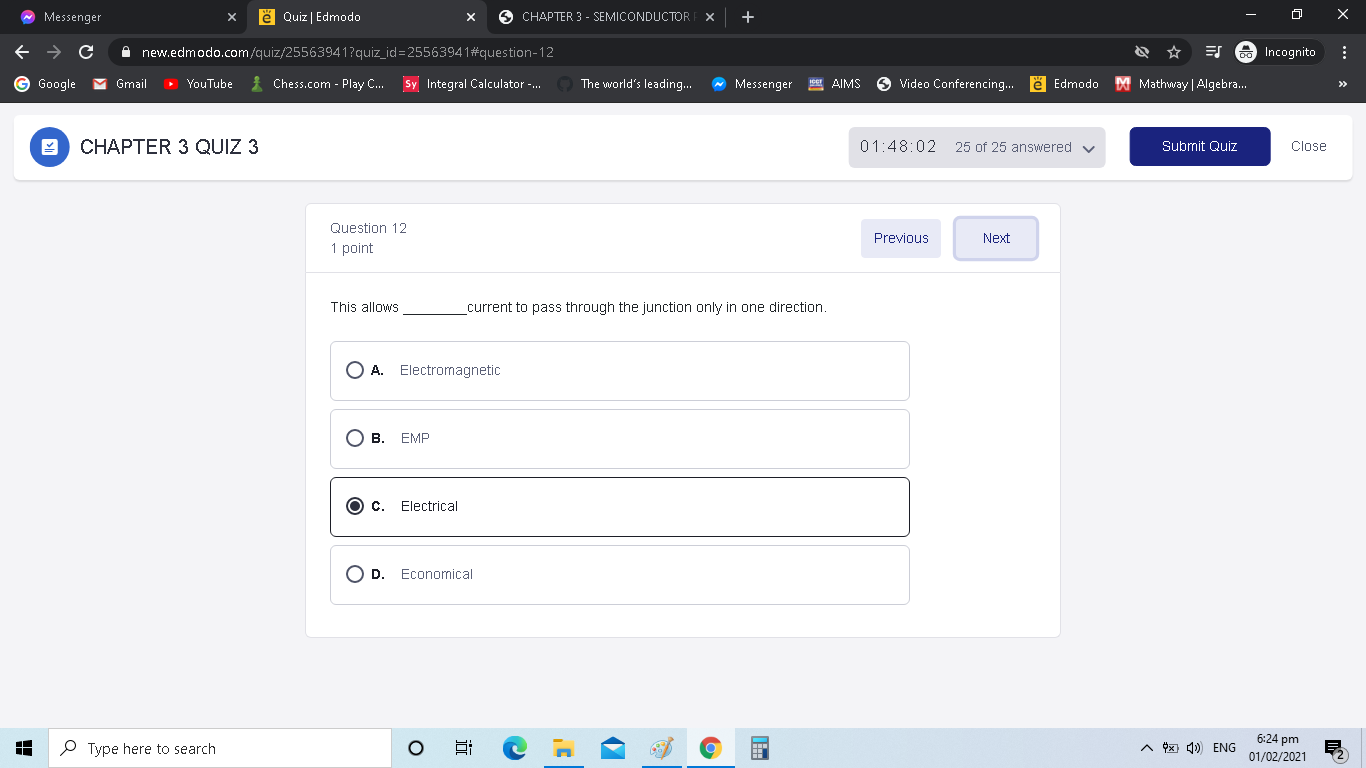 Messenger
Quiz | Edmodo
CHAPTER 3 - SEMICONDUCTOR
new.edmodo.com/quiz/25563941?quiz_id=25563941#question-12
Incognito
Google
Gmail
YouTube
Chess.com - Play C...
Sy
Integral Calculator -...
The world's leading...
Messenger
AIMS
Video Conferencing...
Edmodo
Mathway | Algebra...
»
CHAPTER 3 QUIZ 3
01:48:02 25 of 25 answered
Submit Quiz
Close
Question 12
1 point
Previous
Next
This allows ________current to pass through the junction only in one direction.
A. Electromagnetic
B. EMP
C. Electrical
D. Economical
Type here to search
ENG
6:24 pm
01/02/2021
2